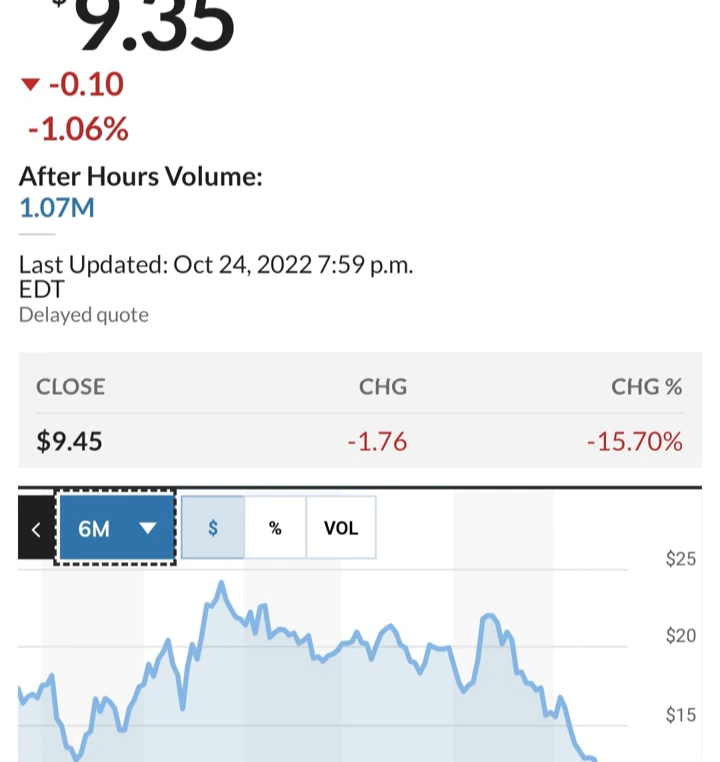 $9.35
-0.10
-1.06%
After Hours Volume:
1.07M
Last Updated: Oct 24, 2022 7:59 p.m.
EDT
Delayed quote
CLOSE CHG CHG %
$9.45 -1.76 -15.70%
6M $ % VOL
$25
$20
$15